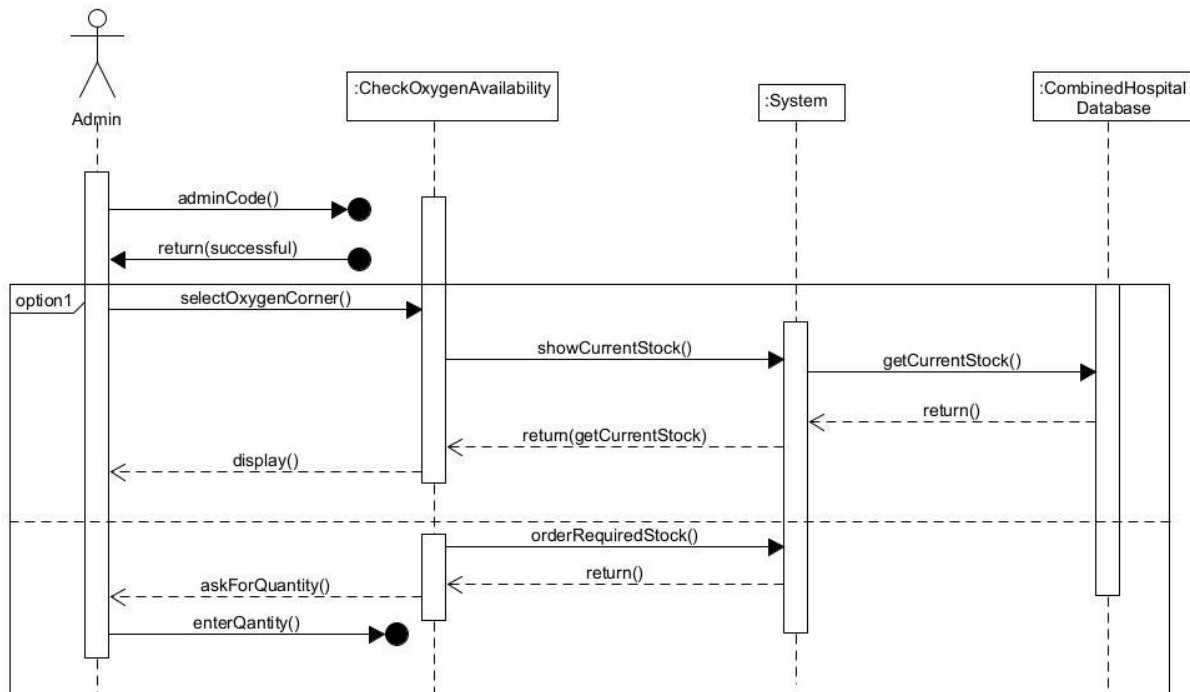 Admin
:CheckOxygenAvailability
:System
:CombinedHospital
Database
adminCode()
return(successful)
option1
selectOxygenCorner()
showCurrentStock()
getCurrentStock()
return()
return(getCurrentStock)
display()
orderRequiredStock()
return()
askForQuantity()
enterQantity()